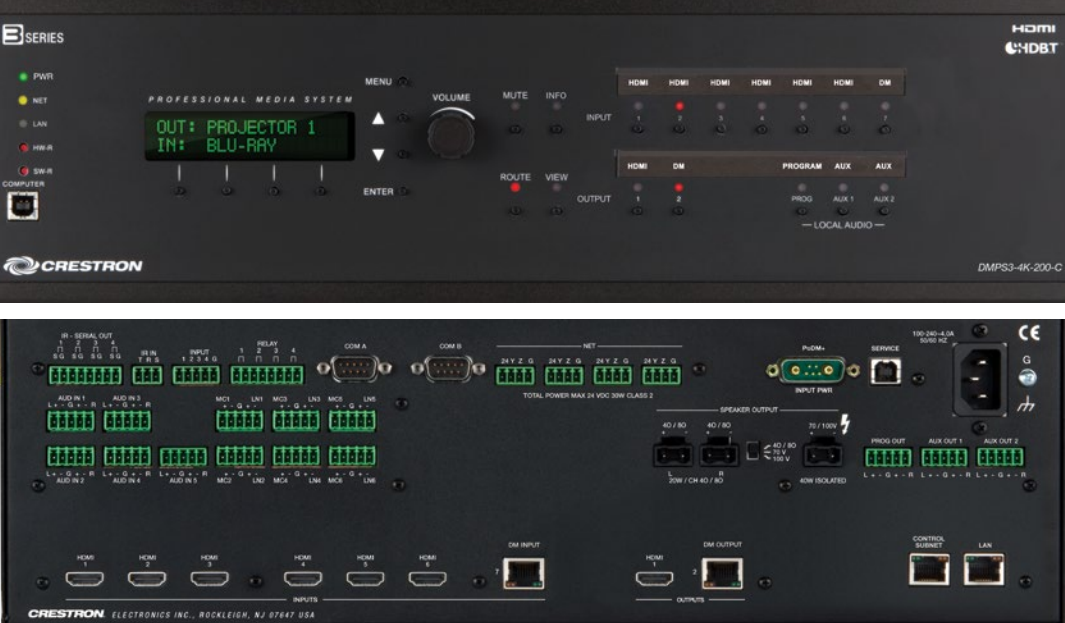 3 SERIES
HDMI
HDBT
PWR
NET
LAN
HW-R
SW-R
COMPUTER
PROFESSIONAL MEDIA SYSTEM
OUT: PROJECTOR 1
IN: BLU-RAY
MENU
ENTER
VOLUME
MUTE INFO
ROUTE VIEW
HDMI HDMI HDMI HDMI HDMI HDMI DM
INPUT 1 2 3 4 5 6 7
HDMI DM PROGRAM AUX AUX
OUTPUT 1 2 PROG AUX 1 AUX 2
LOCAL AUDIO
CRESTRON
DMPS3-4K-200-C
IR - SERIAL OUT
1 2 3 4
S G S G S G S G
IR IN
T R S
INPUT
1 2 3 4 G
RELAY
1 2 3 4
COM A
COM B
NET
24 Y Z G 24 Y Z G 24 Y Z G 24 Y Z G
TOTAL POWER MAX 24 VDC 30W CLASS 2
PoDM+
INPUT PWR
SERVICE
100-240~4.0A
50/60 HZ
CE
G
AUD IN 1 AUD IN 3
L + - G + - R L + - G + - R
MC1 LN1 MC3 LN3 MC5 LN5
+ - G + - + - G + - + - G + -
L + - G + - R L + - G + - R L + - G + - R
AUD IN 2 AUD IN 4 AUD IN 5
+ - G + - + - G + - + - G + -
MC2 LN2 MC4 LN4 MC6 LN6
SPEAKER OUTPUT
4Ω / 8Ω 4Ω / 8Ω 70 / 100V
+ - + - + -
4Ω / 8Ω
70 V
100 V
L R
20W / CH 4Ω / 8Ω
40W ISOLATED
PROG OUT AUX OUT 1 AUX OUT 2
L + - G + - R L + - G + - R L + - G + - R
HDMI 1 HDMI 2 HDMI 3 HDMI 4 HDMI 5 HDMI 6
DM INPUT
7
INPUTS
HDMI
1
DM OUTPUT
2
OUTPUTS
CONTROL
SUBNET
LAN
CRESTRON ELECTRONICS INC., ROCKLEIGH, NJ 07647 USA